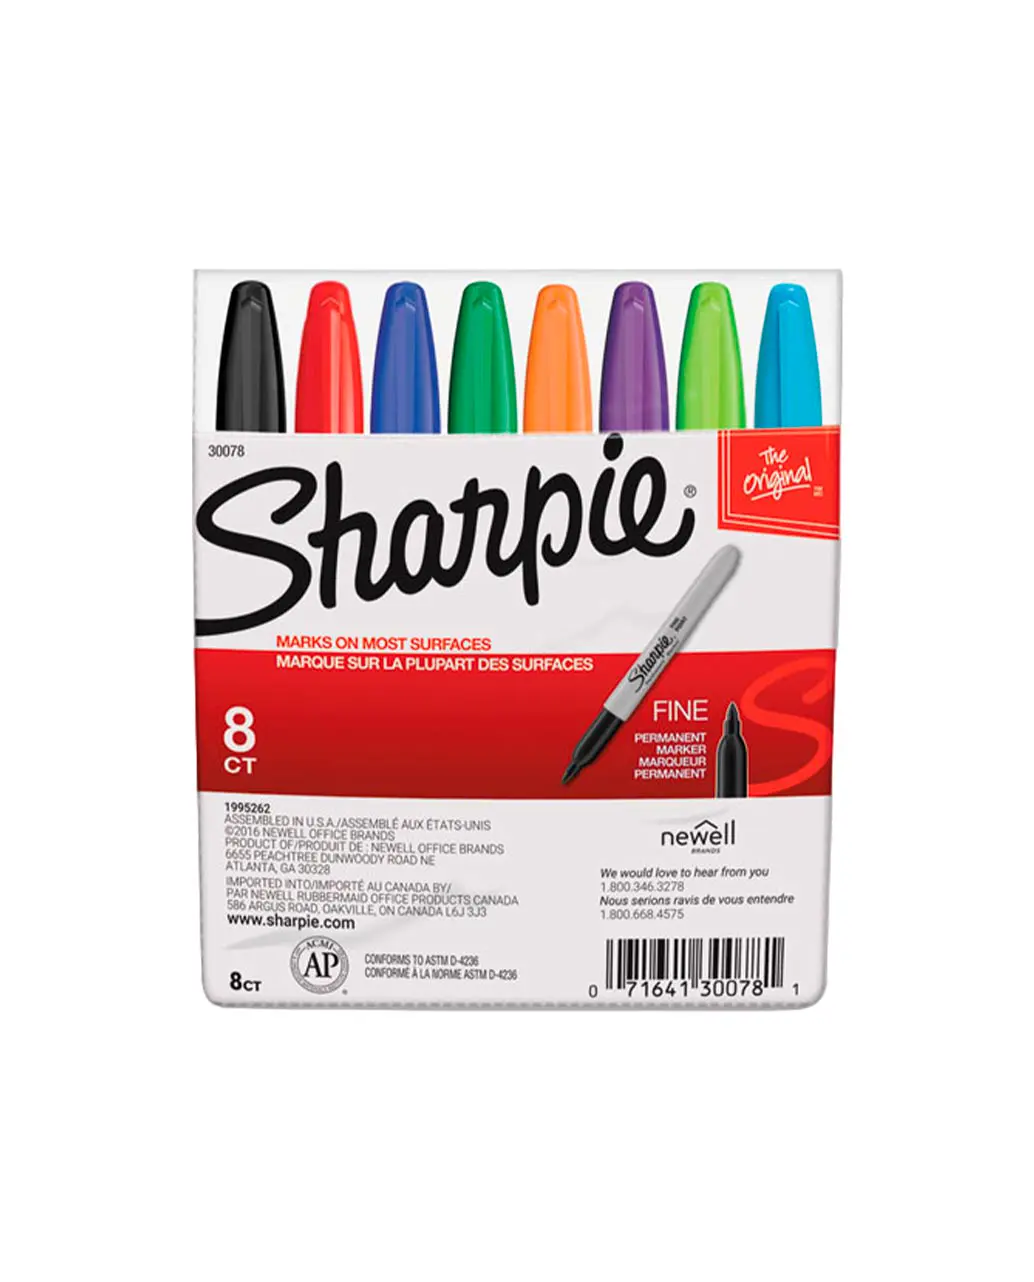 30078
Sharpie®
The
Original
MARKS ON MOST SURFACES
MARQUE SUR LA PLUPART DES SURFACES
Sharpie
FINE
POINT
8
CT
FINE
PERMANENT
MARKER
MARQUEUR
PERMANENT
1995262
ASSEMBLED IN U.S.A./ASSEMBLÉ AUX ÉTATS-UNIS
©2016 NEWELL OFFICE BRANDS
PRODUCT OF/PRODUIT DE : NEWELL OFFICE BRANDS
6655 PEACHTREE DUNWOODY ROAD NE
ATLANTA, GA 30328
IMPORTED INTO/IMPORTÉ AU CANADA BY/
PAR NEWELL RUBBERMAID OFFICE PRODUCTS CANADA
586 ARGUS ROAD, OAKVILLE, ON CANADA L6J 3J3
www.sharpie.com
newell
BRANDS
We would love to hear from you
1.800.346.3278
Nous serions ravis de vous entendre
1.800.668.4575
8CT
ACMI
AP
®
CONFORMS TO ASTM D-4236
CONFORME À LA NORME ASTM D-4236
0 71641 30078 1